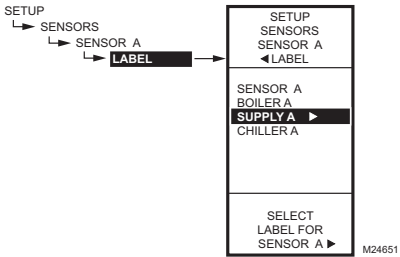 SETUP
SENSORS
SENSOR A
LABEL
SETUP
SENSORS
SENSOR A
◄LABEL
SENSOR A
BOILER A
SUPPLY A ►
CHILLER A
SELECT
LABEL FOR
SENSOR A►
M24651